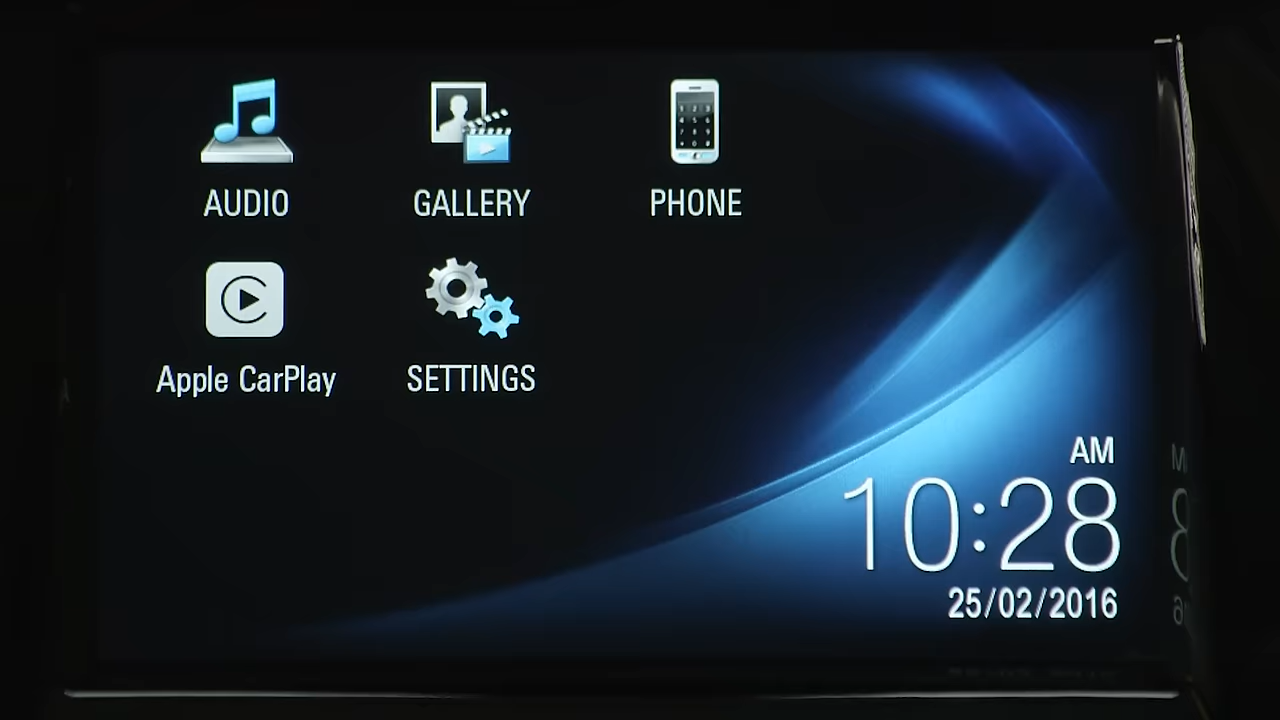 AUDIO
GALLERY
PHONE
Apple CarPlay
SETTINGS
AM
10:28
25/02/2016